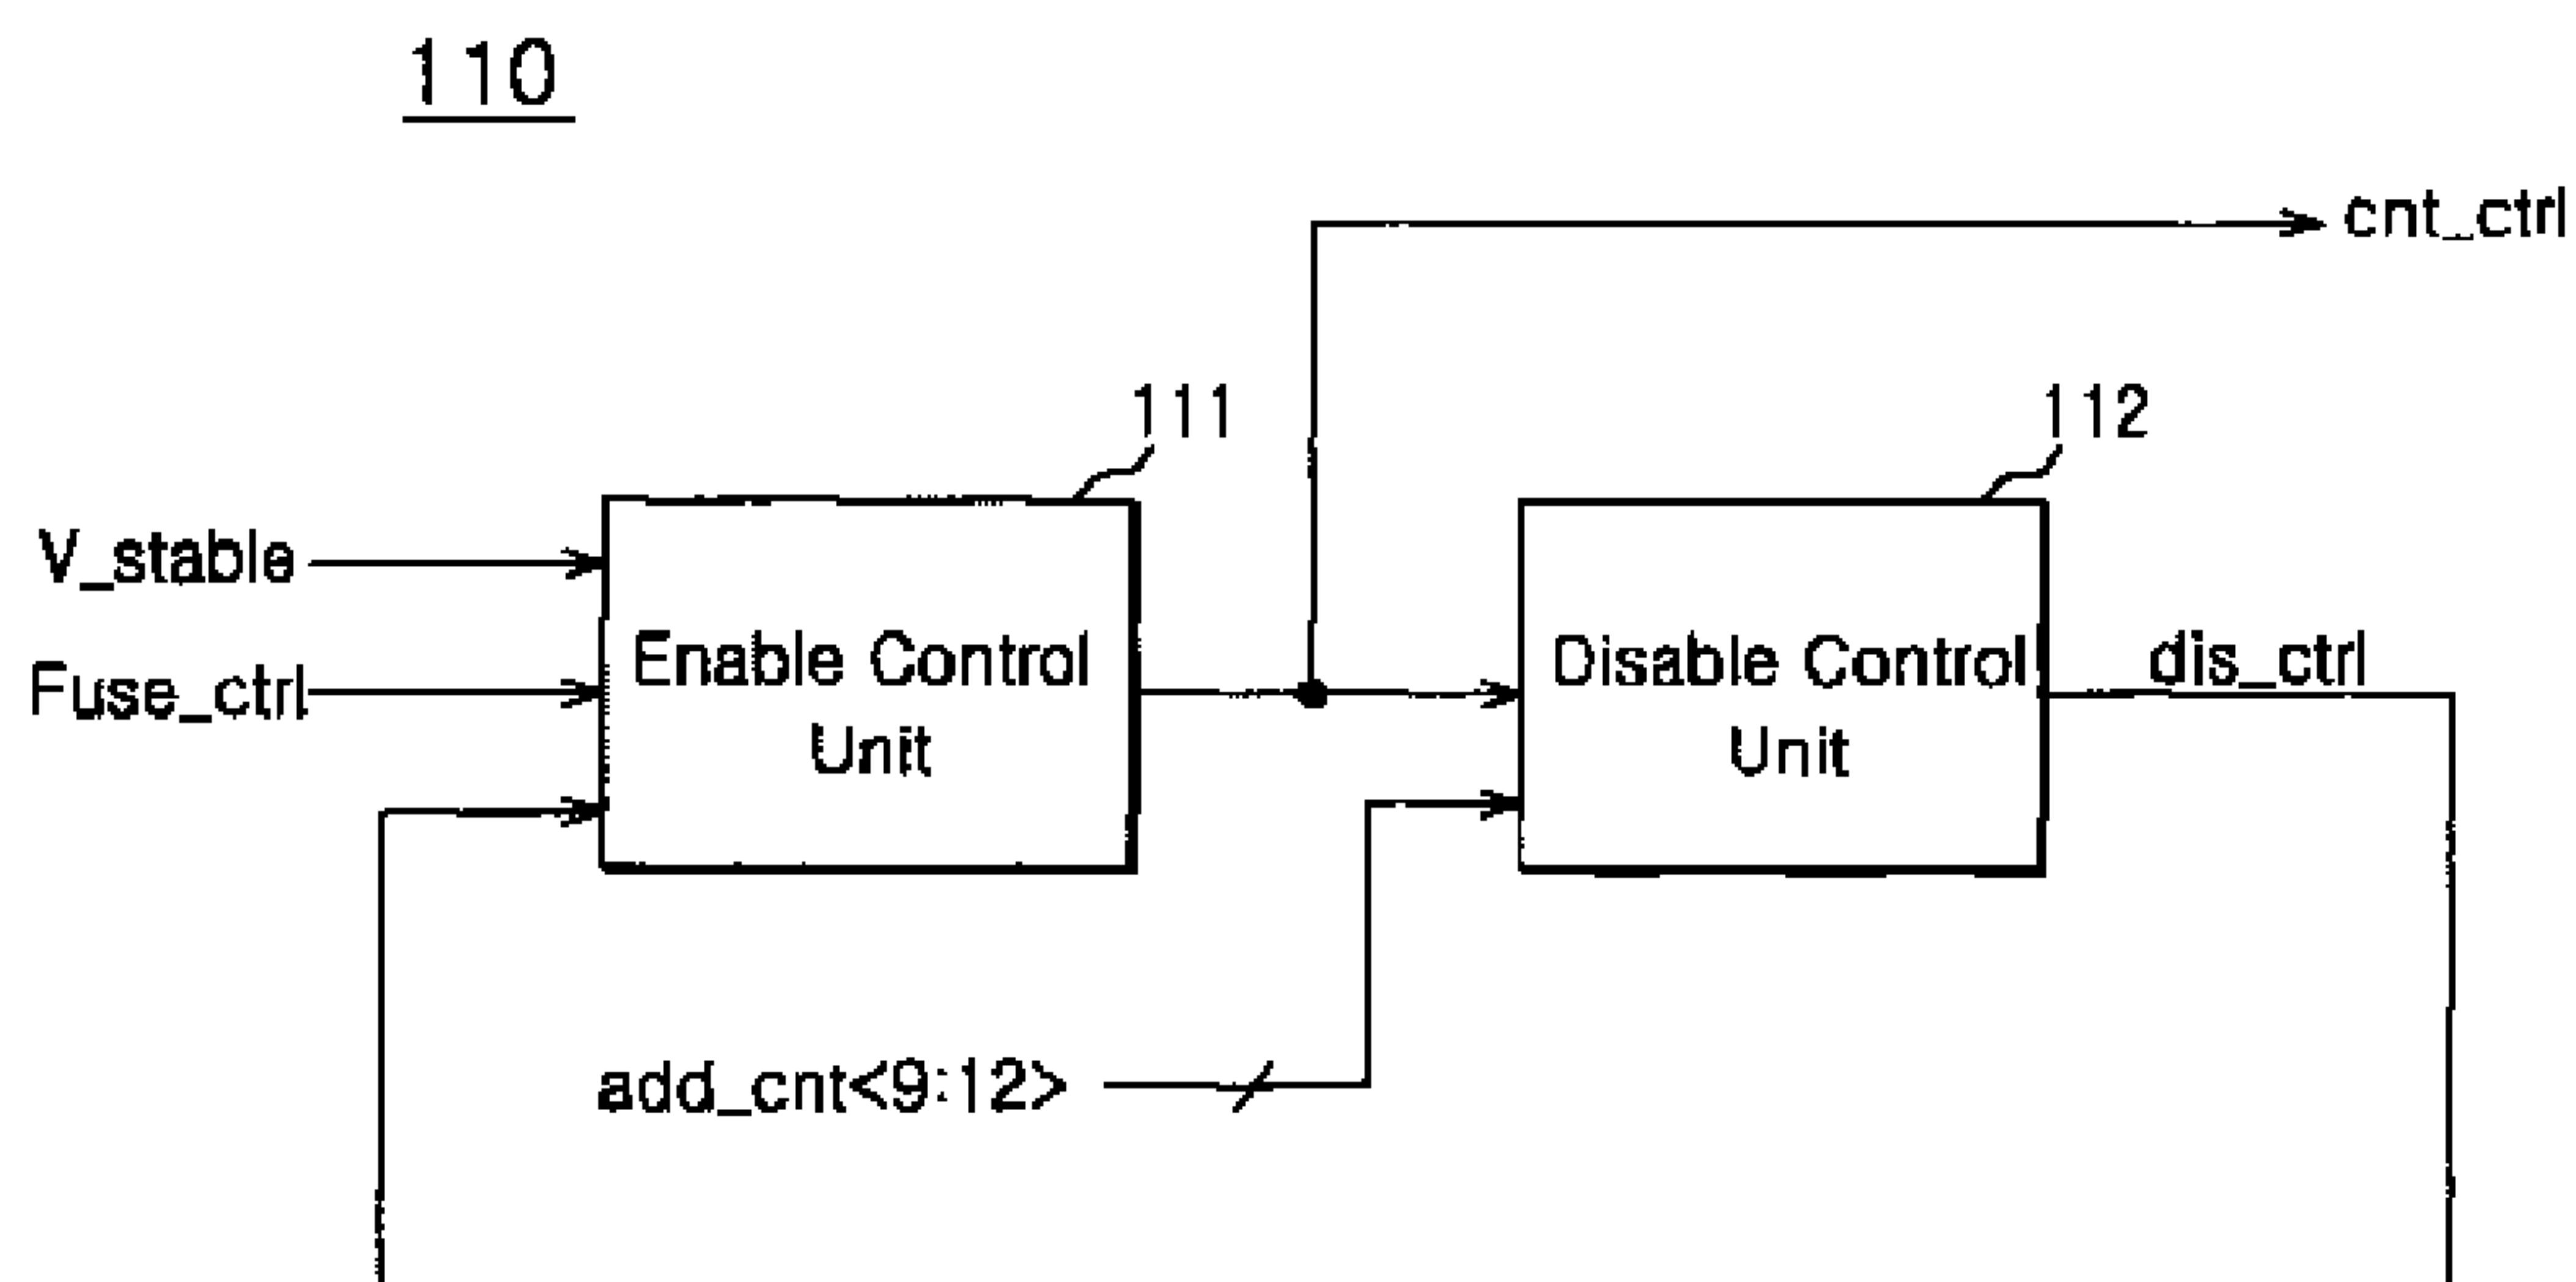 110
cnt_ctrl
111
112
V_stable
Fuse_ctrl
Enable Control
Unit
Disable Control
Unit
dis_ctrl
add_cnt<9:12>